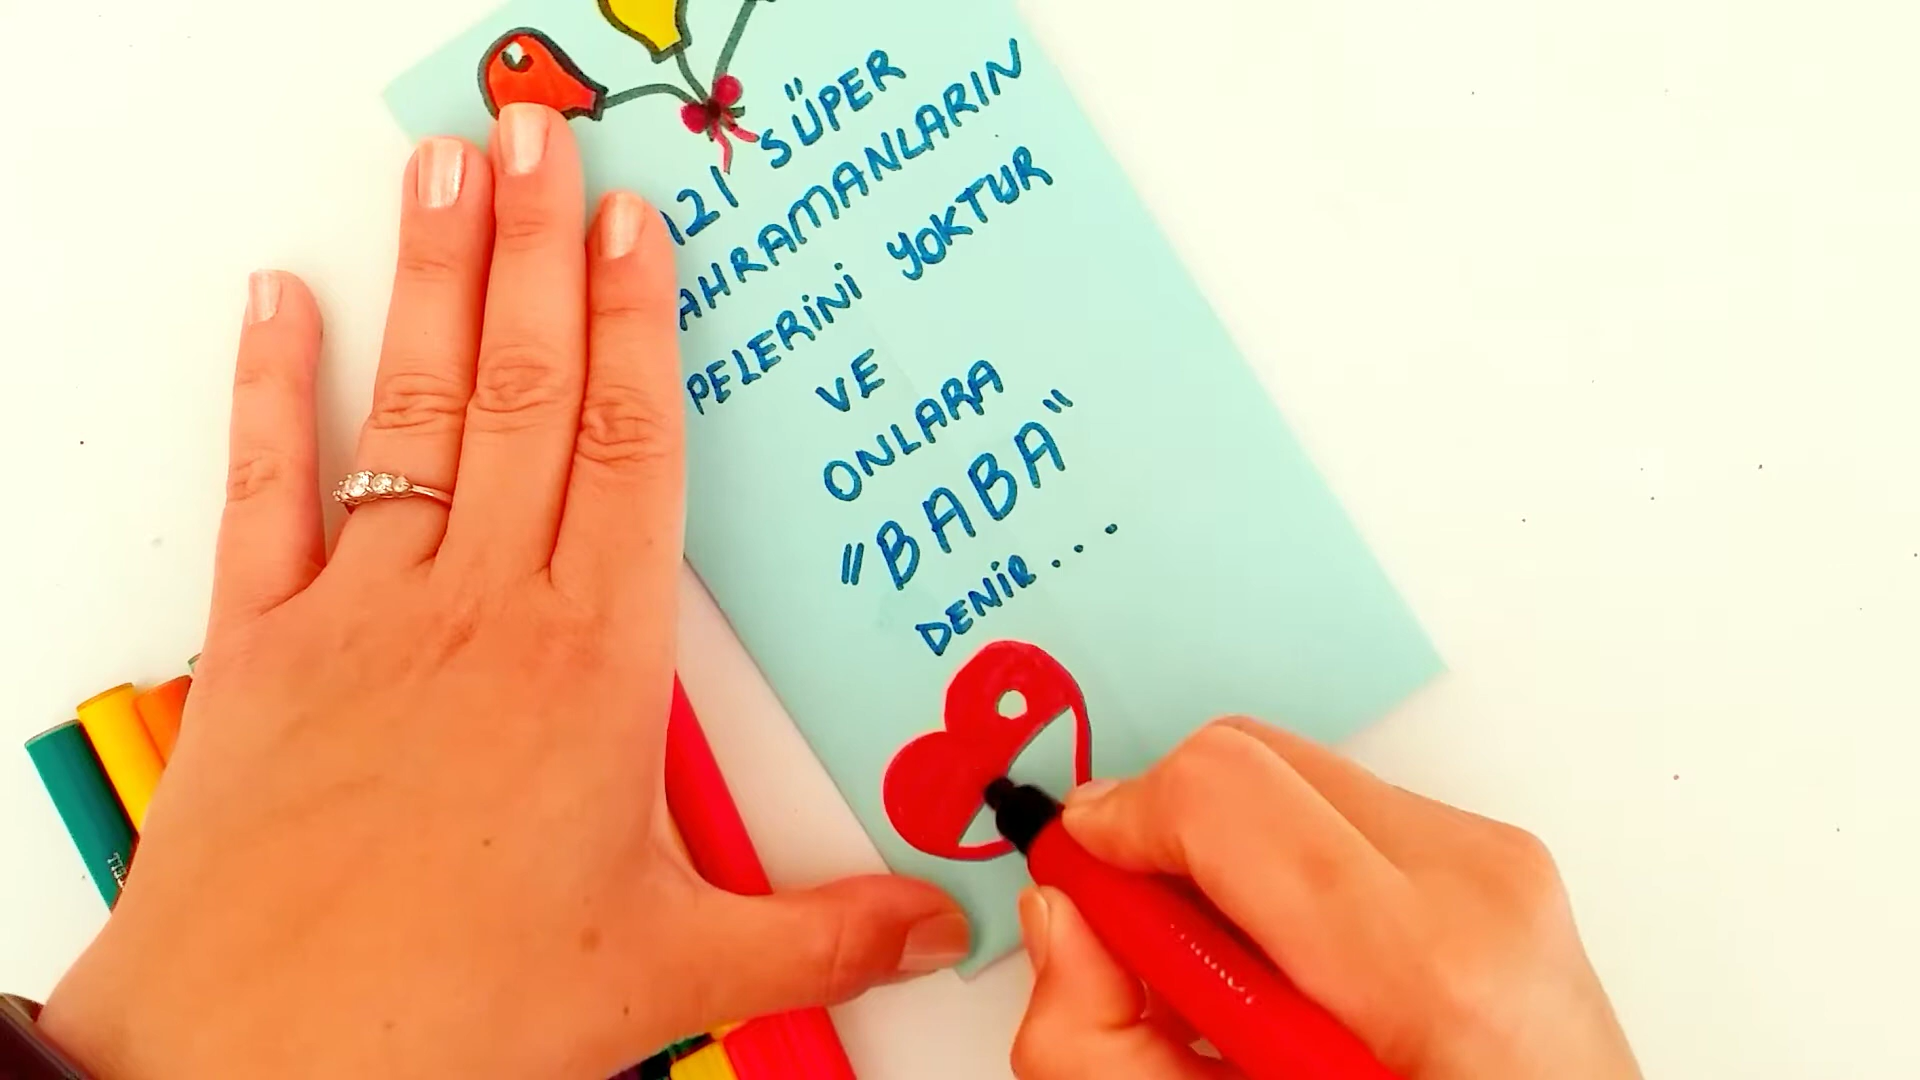 SÜPER
AHRAMANLARIN
PELERİNİ YOKTUR
VE
ONLARA
"BABA"
DENİR...